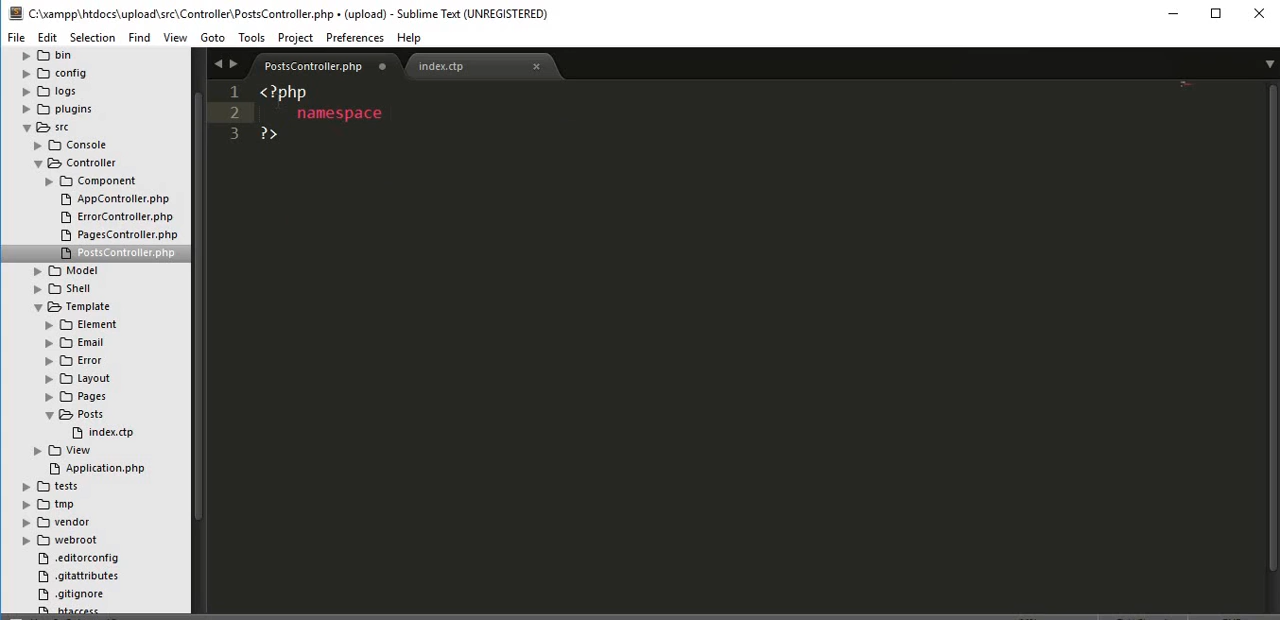 C:\xampp\htdocs\upload\src\Controller\PostsController.php • (upload) - Sublime Text (UNREGISTERED)
File Edit Selection Find View Goto Tools Project Preferences Help
PostsController.php index.ctp
bin
config
logs
plugins
src
Console
Controller
Component
AppController.php
ErrorController.php
PagesController.php
PostsController.php
Model
Shell
Template
Element
Email
Error
Layout
Pages
Posts
index.ctp
View
Application.php
tests
tmp
vendor
webroot
.editorconfig
.gitattributes
.gitignore
.htaccess
1 <?php
2 namespace
3 ?>